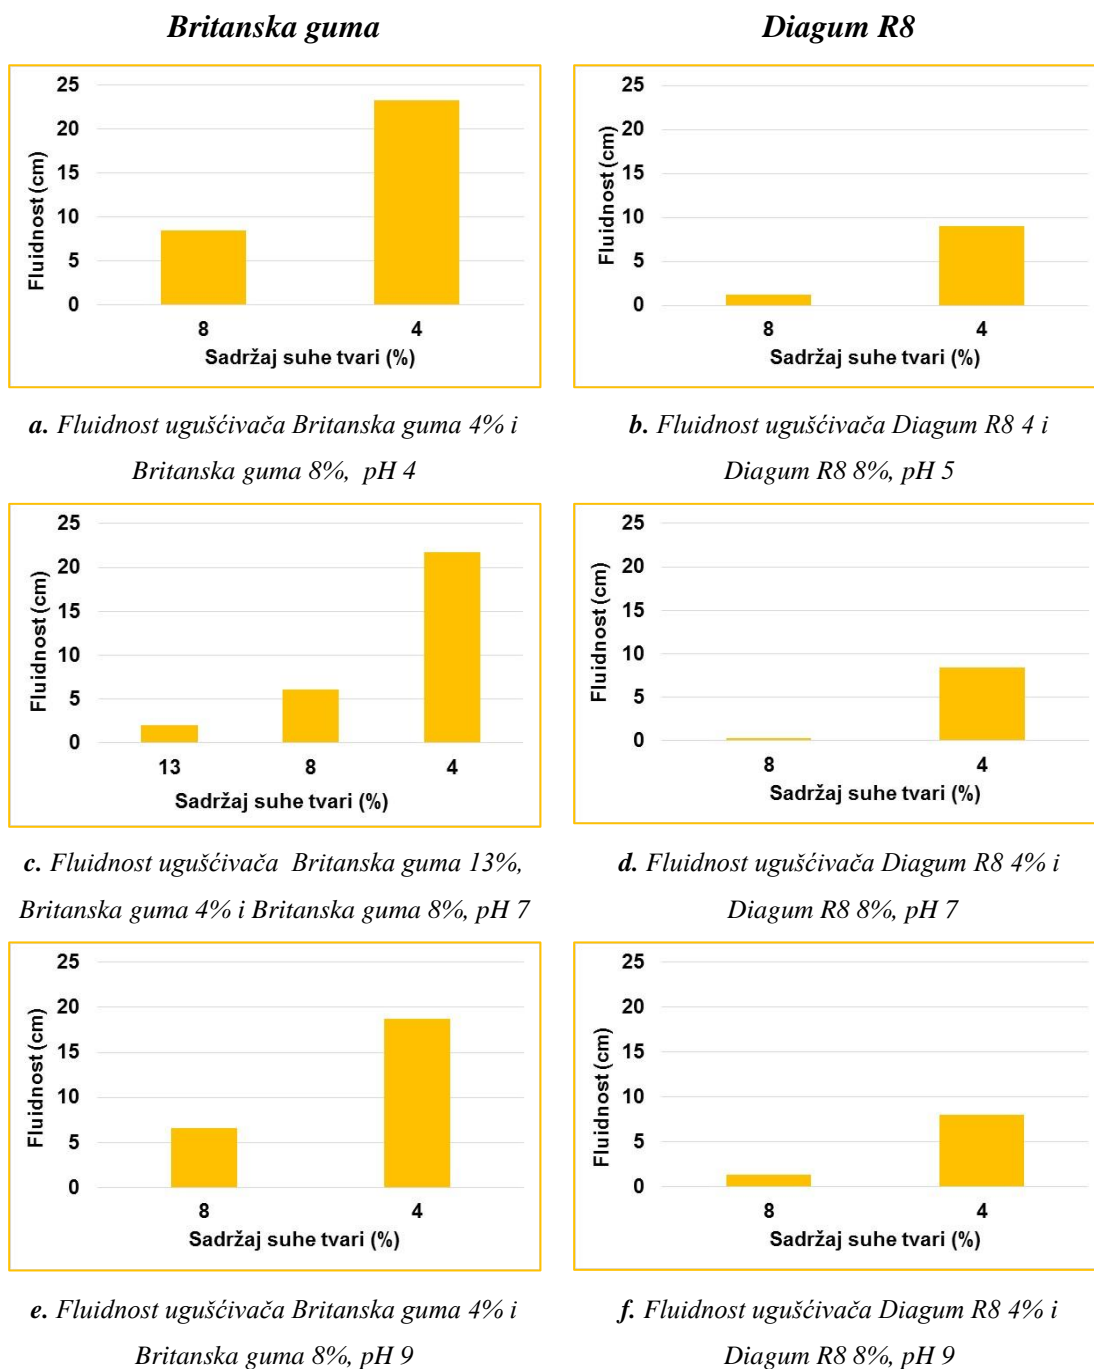 Britanska guma
Diagum R8
25
20
15
10
5
0
Fluidnost (cm)
8 4
Sadržaj suhe tvari (%)
25
20
15
10
5
0
Fluidnost (cm)
8 4
Sadržaj suhe tvari (%)
a. Fluidnost ugušćivača Britanska guma 4% i
Britanska guma 8%, pH 4
b. Fluidnost ugušćivača Diagum R8 4 i
Diagum R8 8%, pH 5
25
20
15
10
5
0
Fluidnost (cm)
13 8 4
Sadržaj suhe tvari (%)
25
20
15
10
5
0
Fluidnost (cm)
8 4
Sadržaj suhe tvari (%)
c. Fluidnost ugušćivača Britanska guma 13%,
Britanska guma 4% i Britanska guma 8%, pH 7
d. Fluidnost ugušćivača Diagum R8 4% i
Diagum R8 8%, pH 7
25
20
15
10
5
0
Fluidnost (cm)
8 4
Sadržaj suhe tvari (%)
25
20
15
10
5
0
Fluidnost (cm)
8 4
Sadržaj suhe tvari (%)
e. Fluidnost ugušćivača Britanska guma 4% i
Britanska guma 8%, pH 9
f. Fluidnost ugušćivača Diagum R8 4% i
Diagum R8 8%, pH 9